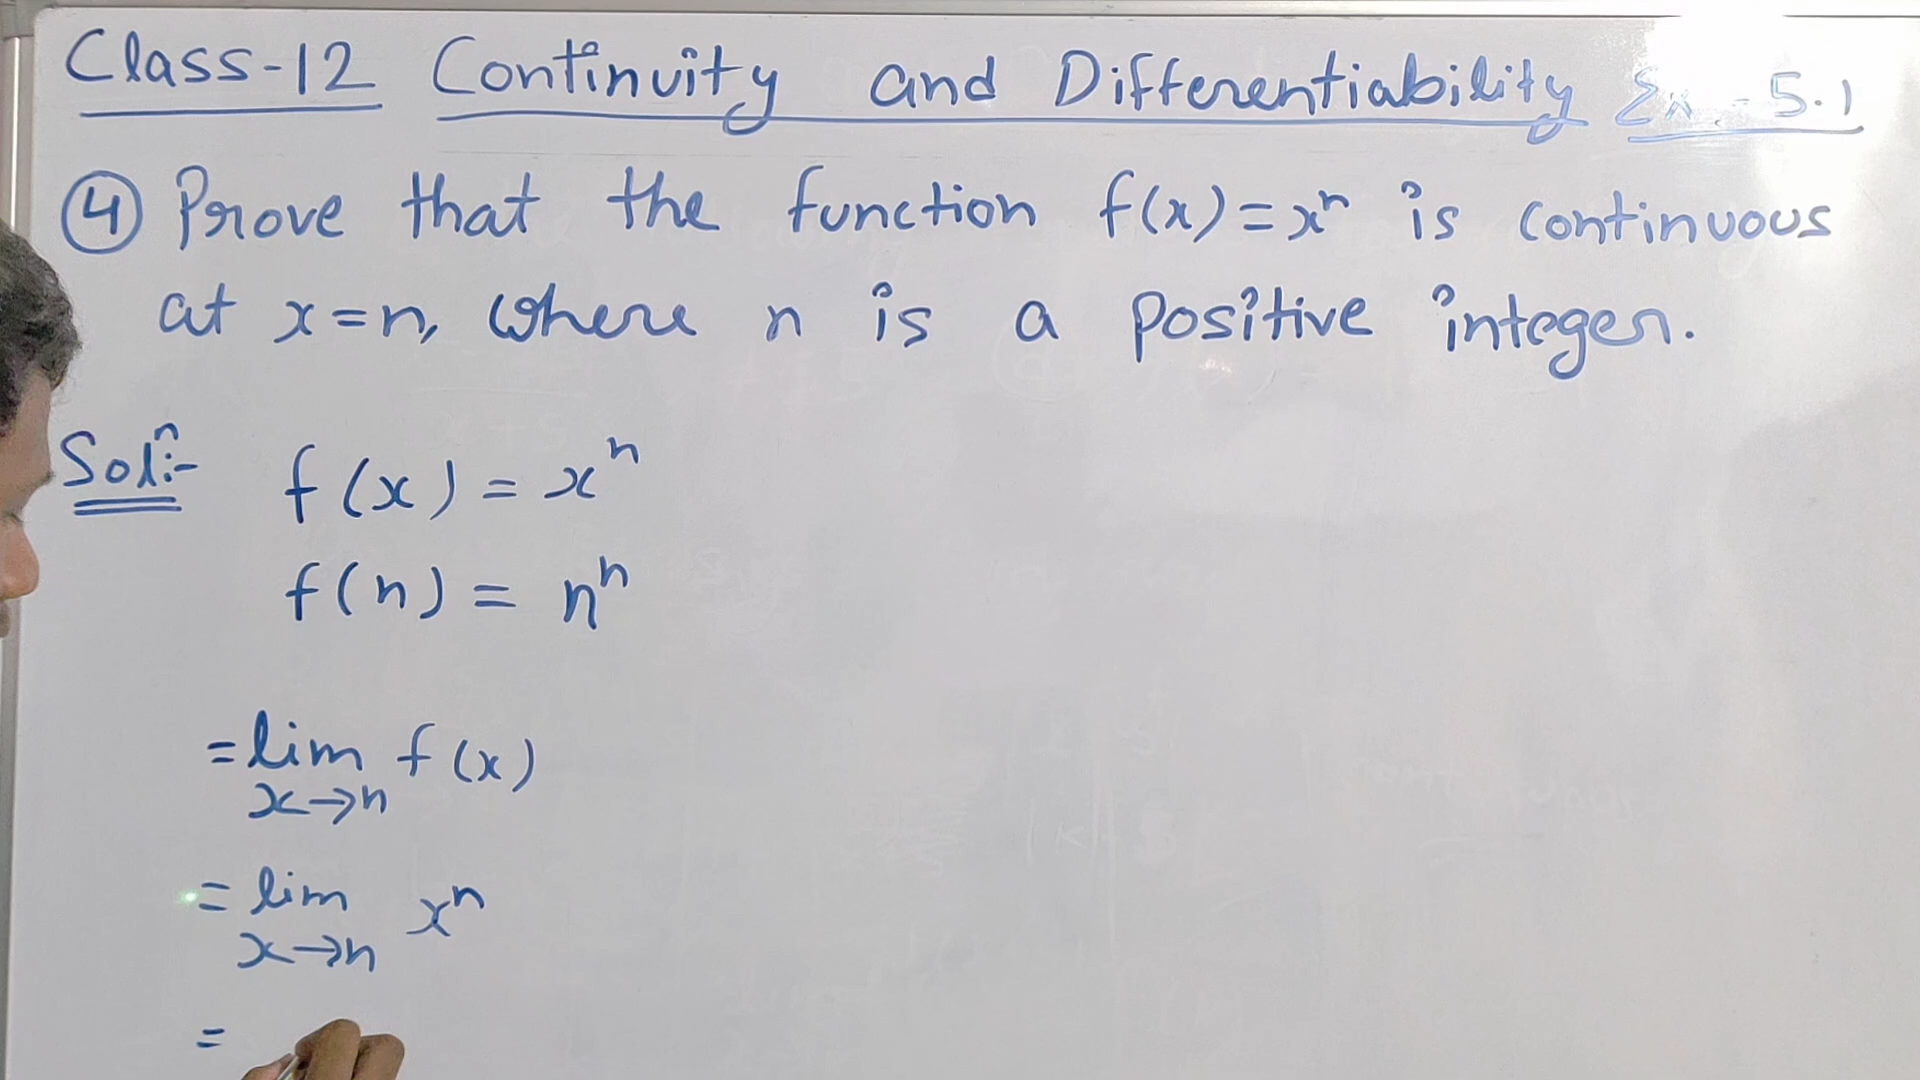 Class-12 Continuity and Differentiability Ex-5.1
④ Prove that the function f(x)=xⁿ is continuous
at x=n, where n is a positive integer.
Solⁿ:- f(x) = xⁿ
f(n) = nⁿ
= lim f(x)
x→n
= lim xⁿ
x→n
=